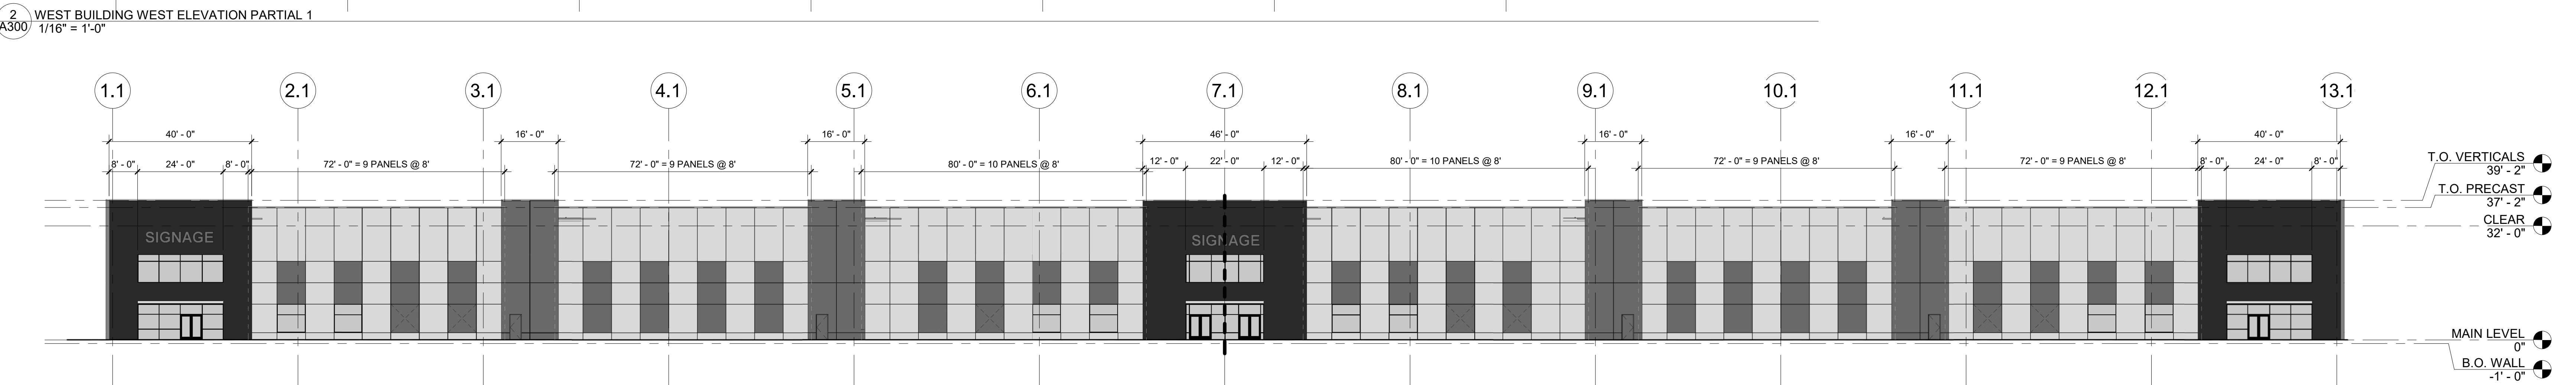 2
A300
WEST BUILDING WEST ELEVATION PARTIAL 1
1/16" = 1'-0"
1.1 2.1 3.1 4.1 5.1 6.1 7.1 8.1 9.1 10.1 11.1 12.1 13.1
40' - 0" 16' - 0" 16' - 0" 46' - 0" 16' - 0" 16' - 0" 40' - 0"
8' - 0" 24' - 0" 8' - 0" 72' - 0" = 9 PANELS @ 8' 72' - 0" = 9 PANELS @ 8' 80' - 0" = 10 PANELS @ 8' 12' - 0" 22' - 0" 12' - 0" 80' - 0" = 10 PANELS @ 8' 72' - 0" = 9 PANELS @ 8' 72' - 0" = 9 PANELS @ 8' 8' - 0" 24' - 0" 8' - 0"
T.O. VERTICALS
39' - 2"
T.O. PRECAST
37' - 2"
CLEAR
32' - 0"
SIGNAGE SIGNAGE
MAIN LEVEL
0"
B.O. WALL
-1' - 0"